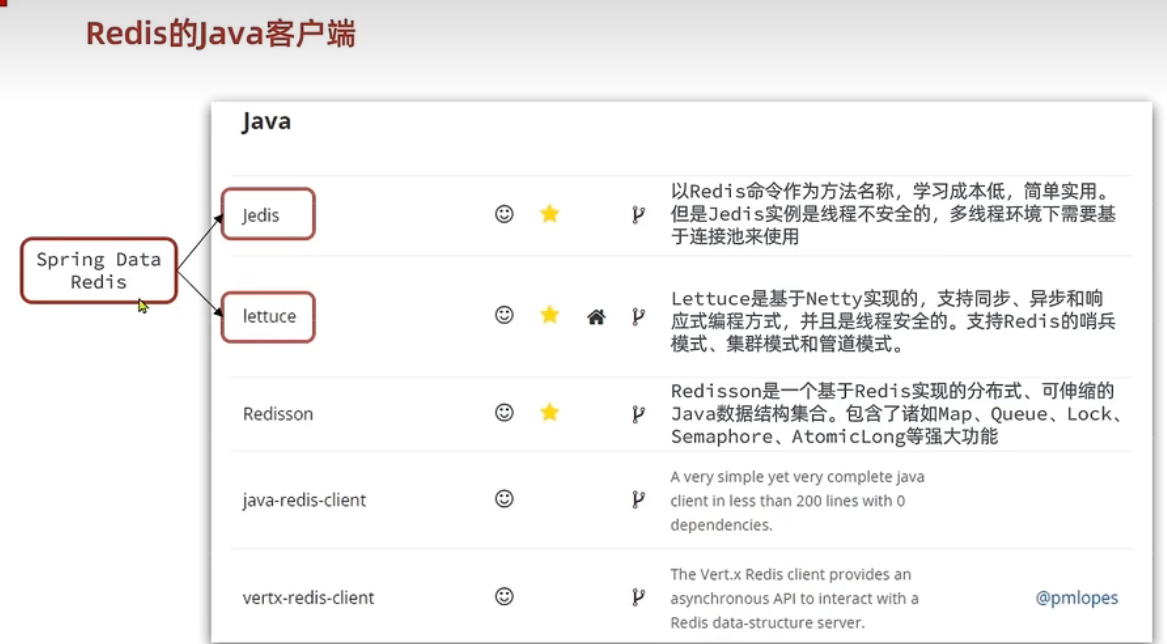 Redis的Java客户端
Java
Spring Data
Redis
Jedis
以Redis命令作为方法名称，学习成本低，简单实用。
但是Jedis实例是线程不安全的，多线程环境下需要基
于连接池来使用
lettuce
Lettuce是基于Netty实现的，支持同步、异步和响
应式编程方式，并且是线程安全的。支持Redis的哨兵
模式、集群模式和管道模式。
Redisson
Redisson是一个基于Redis实现的分布式、可伸缩的
Java数据结构集合。包含了诸如Map、Queue、Lock、
Semaphore、AtomicLong等强大功能
java-redis-client
A very simple yet very complete java
client in less than 200 lines with 0
dependencies.
vertx-redis-client
The Vert.x Redis client provides an
asynchronous API to interact with a
Redis data-structure server.
@pmlopes